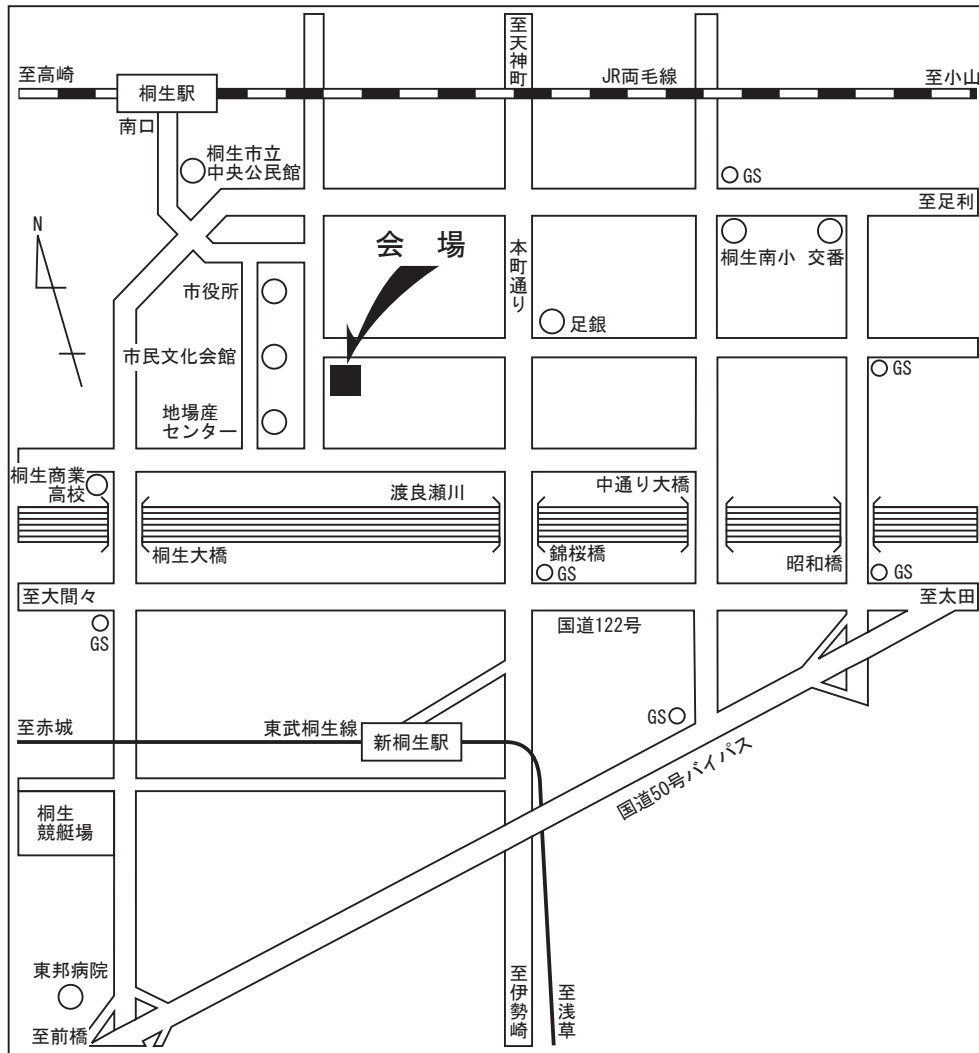 至天神町
至高崎
JR両毛線
至小山
桐生駅
南口
桐生市立
中央公民館
GS
至足利
N
会 場
本町通り
桐生南小
交番
市役所
足銀
市民文化会館
GS
地場産
センター
桐生商業
高校
渡良瀬川
中通り大橋
桐生大橋
錦桜橋
昭和橋
GS
GS
至大間々
至太田
GS
国道122号
至赤城
東武桐生線
新桐生駅
GS
国道50号バイパス
桐生
競艇場
東邦病院
至前橋
至伊勢崎
至浅草